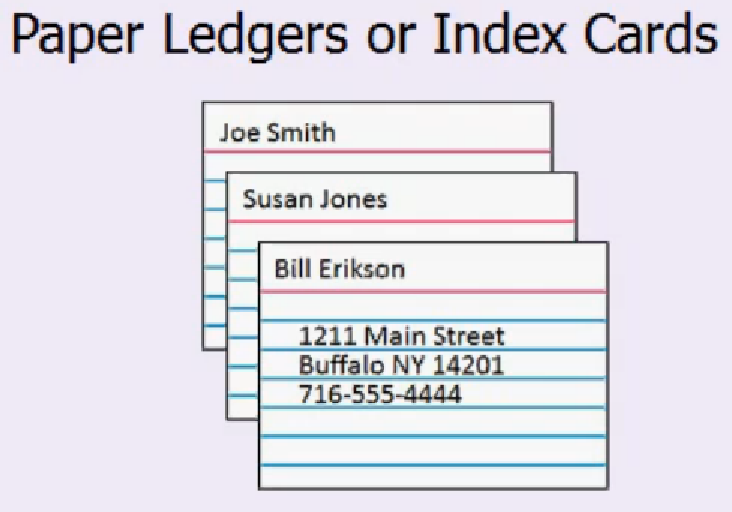 Paper Ledgers or Index Cards
Joe Smith
Susan Jones
Bill Erikson
1211 Main Street
Buffalo NY 14201
716-555-4444